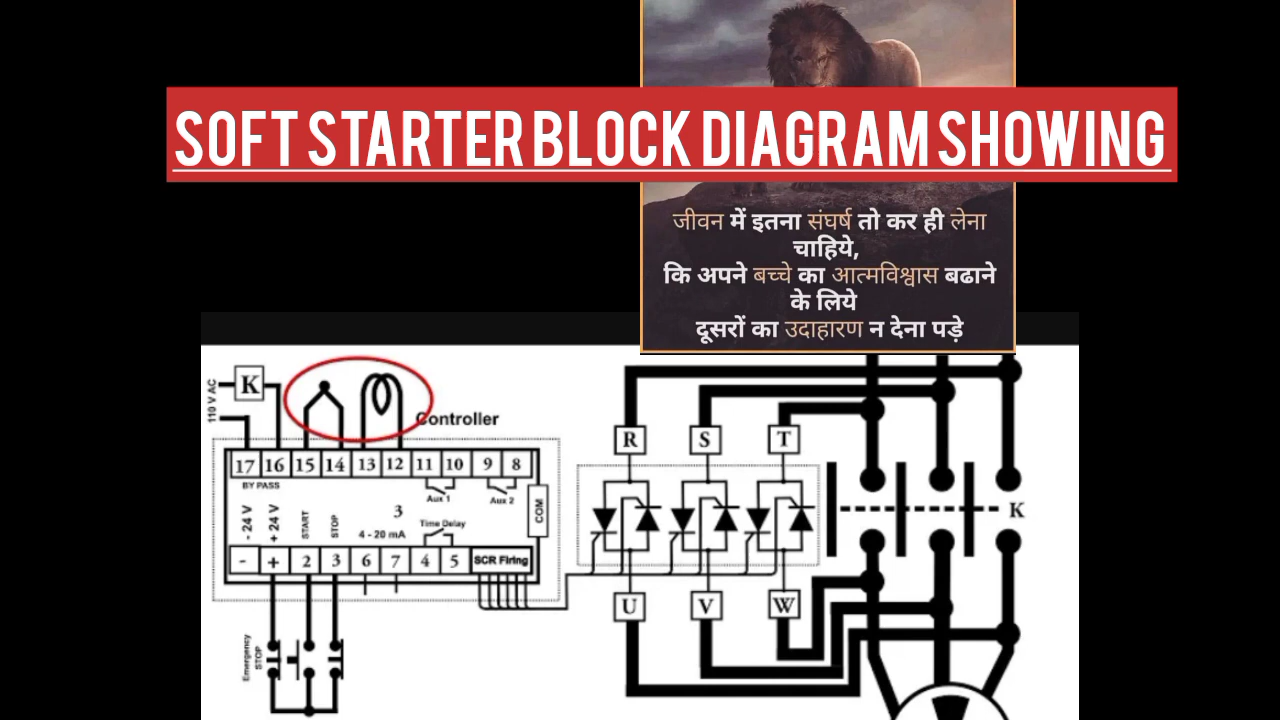 SOFT STARTER BLOCK DIAGRAM SHOWING
जीवन में इतना संघर्ष तो कर ही लेना
चाहिये,
कि अपने बच्चे का आत्मविश्वास बढाने
के लिये
दूसरों का उदाहारण न देना पड़े
110 V AC
K
Controller
17 16 15 14 13 12 11 10 9 8
BY PASS
Aux 1
Aux 2
- 24 V
+ 24 V
START
STOP
3
4 - 20 mA
Time Delay
COM
- + 2 3 6 7 4 5 SCR Firing
Emergency
STOP
R S T
K
U V W